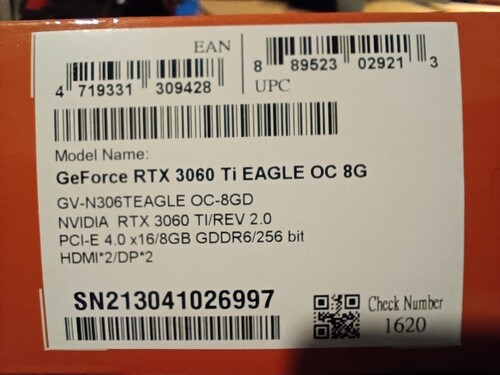 EAN
4 719331 309428
8 89523 02921 3
UPC
Model Name:
GeForce RTX 3060 Ti EAGLE OC 8G
GV-N306TEAGLE OC-8GD
NVIDIA RTX 3060 TI/REV 2.0
PCI-E 4.0 x16/8GB GDDR6/256 bit
HDMI*2/DP*2
SN213041026997
Check Number
1620